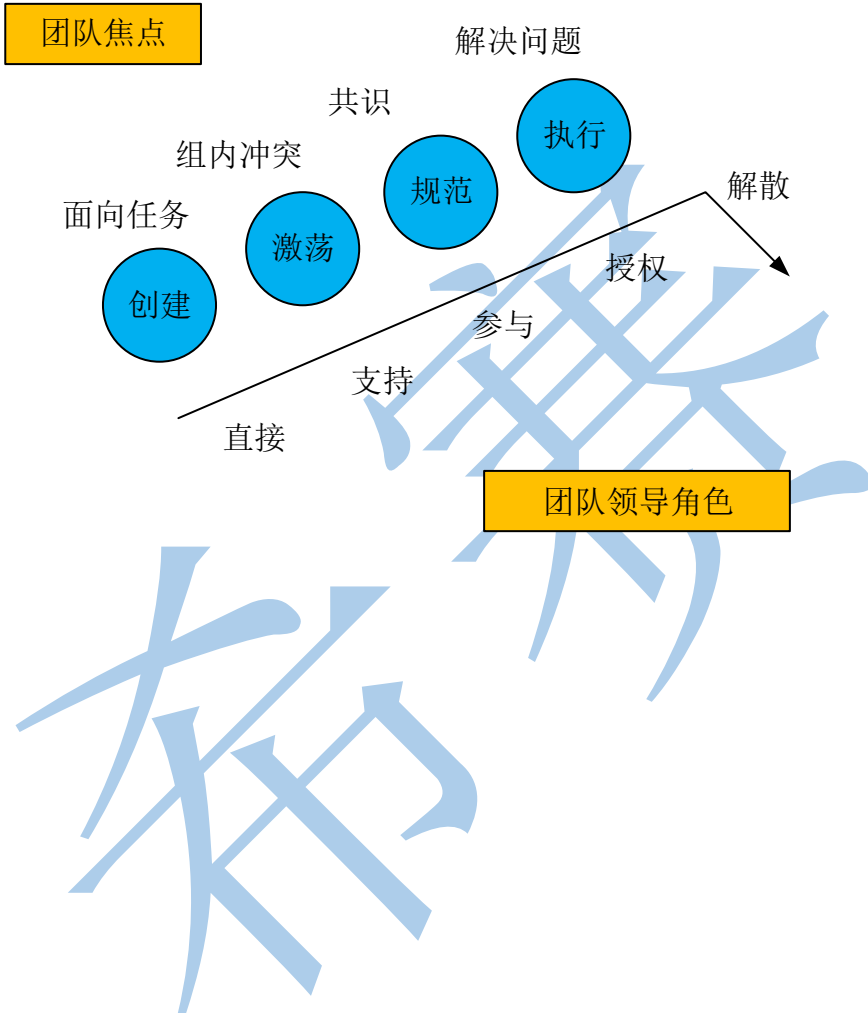 团队焦点
解决问题
共识
执行
组内冲突
规范
解散
面向任务
激荡
授权
创建
参与
支持
直接
团队领导角色
布赛